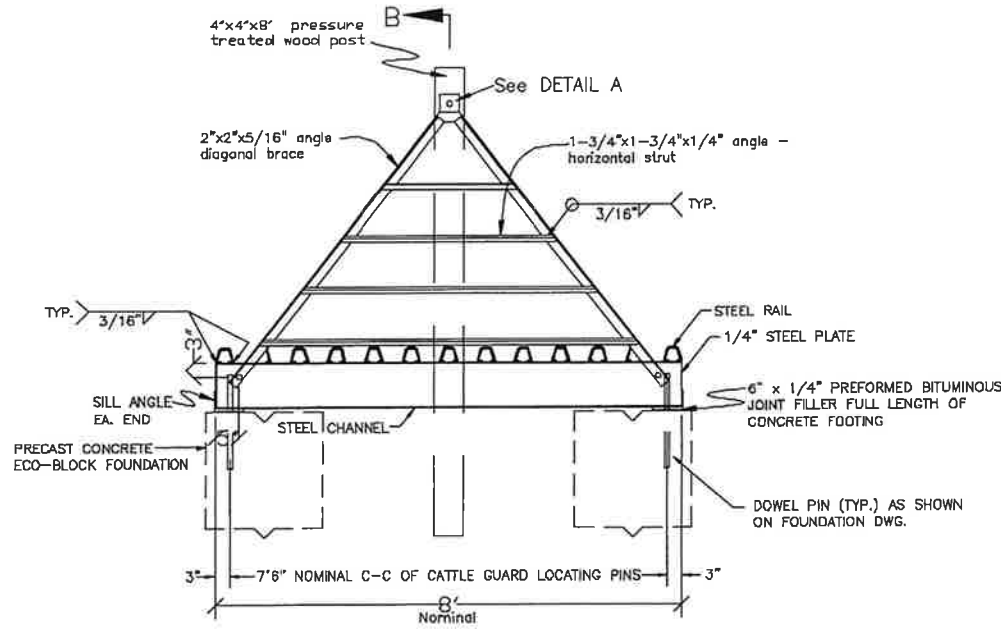 B
4"x4"x8' pressure
treated wood post
See DETAIL A
2"x2"x5/16" angle
diagonal brace
1-3/4"x1-3/4"x1/4" angle -
horizontal strut
3/16"
TYP.
TYP.
3/16"
3"
STEEL RAIL
1/4" STEEL PLATE
SILL ANGLE
EA. END
STEEL CHANNEL
6" x 1/4" PREFORMED BITUMINOUS
JOINT FILLER FULL LENGTH OF
CONCRETE FOOTING
PRECAST CONCRETE
ECO-BLOCK FOUNDATION
DOWEL PIN (TYP.) AS SHOWN
ON FOUNDATION DWG.
3"
7'6" NOMINAL C-C OF CATTLE GUARD LOCATING PINS
3"
8'
Nominal